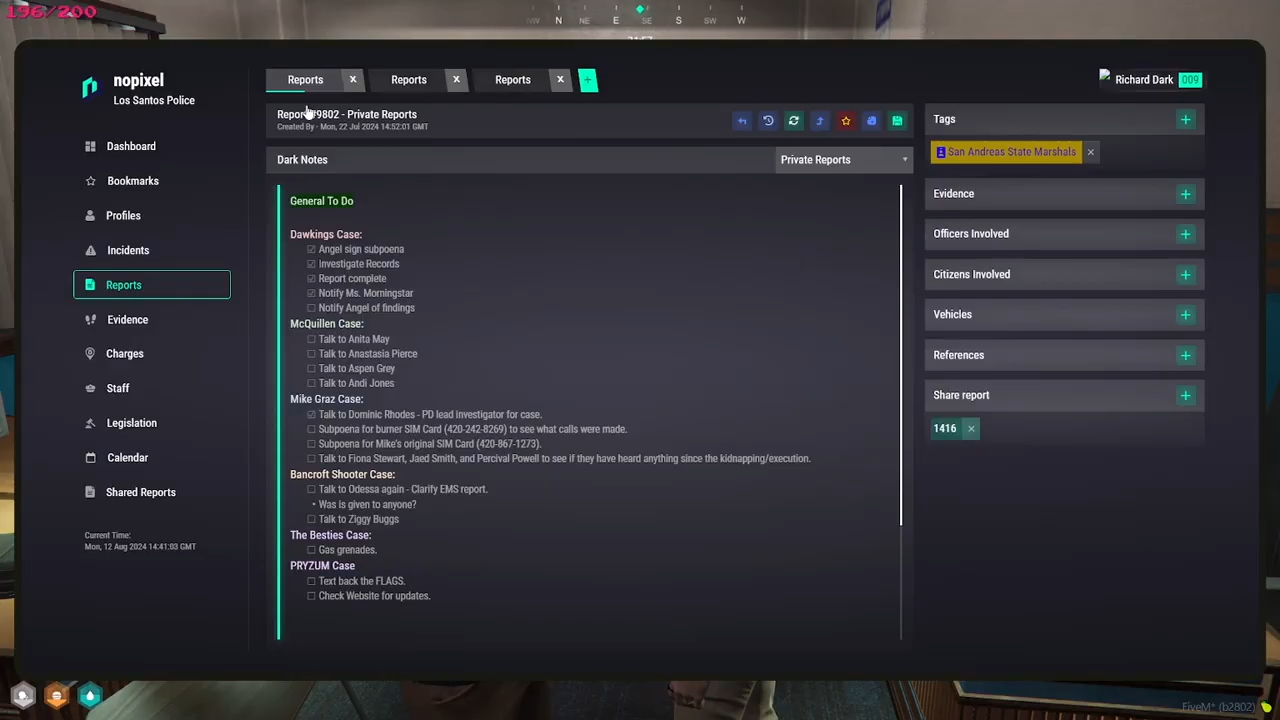 196/200
NW N NE E SE S SW W
nopixel
Los Santos Police
Dashboard
Bookmarks
Profiles
Incidents
Reports
Evidence
Charges
Staff
Legislation
Calendar
Shared Reports
Current Time:
Mon, 12 Aug 2024 14:41:03 GMT
Reports x Reports x Reports x +
9802 - Private Reports
Created By - Mon, 22 Jul 2024 14:52:01 GMT
Dark Notes
Private Reports
General To Do
Dawkings Case:
Angel sign subpoena
Investigate Records
Report complete
Notify Ms. Morningstar
Notify Angel of findings
McQuillen Case:
Talk to Anita May
Talk to Anastasia Pierce
Talk to Aspen Grey
Talk to Andi Jones
Mike Graz Case:
Talk to Dominic Rhodes - PD lead investigator for case.
Subpoena for burner SIM Card (420-242-8269) to see what calls were made.
Subpoena for Mike's original SIM Card (420-867-1273).
Talk to Fiona Stewart, Jaed Smith, and Percival Powell to see if they have heard anything since the kidnapping/execution.
Bancroft Shooter Case:
Talk to Odessa again - Clarify EMS report.
• Was is given to anyone?
Talk to Ziggy Buggs
The Besties Case:
Gas grenades.
PRYZUM Case
Text back the FLAGS.
Check Website for updates.
Richard Dark 009
Tags +
San Andreas State Marshals x
Evidence +
Officers Involved +
Citizens Involved +
Vehicles +
References +
Share report +
1416 x
FiveM* (b2802)